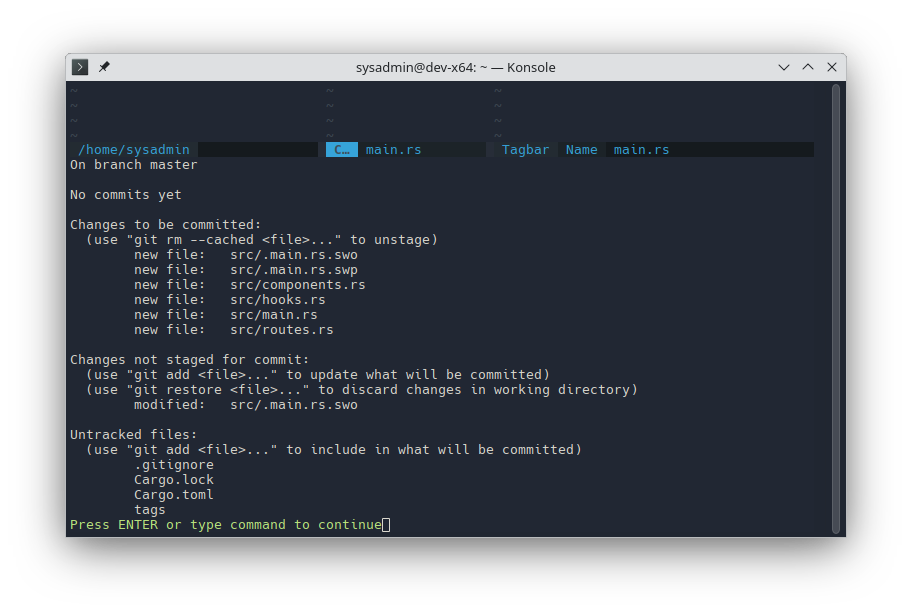 sysadmin@dev-x64: ~ — Konsole
~ ~ ~
~ ~ ~
~ ~ ~
~ ~ ~
/home/sysadmin C… main.rs Tagbar Name main.rs
On branch master
No commits yet
Changes to be committed:
(use "git rm --cached <file>..." to unstage)
new file: src/.main.rs.swo
new file: src/.main.rs.swp
new file: src/components.rs
new file: src/hooks.rs
new file: src/main.rs
new file: src/routes.rs
Changes not staged for commit:
(use "git add <file>..." to update what will be committed)
(use "git restore <file>..." to discard changes in working directory)
modified: src/.main.rs.swo
Untracked files:
(use "git add <file>..." to include in what will be committed)
.gitignore
Cargo.lock
Cargo.toml
tags
Press ENTER or type command to continue